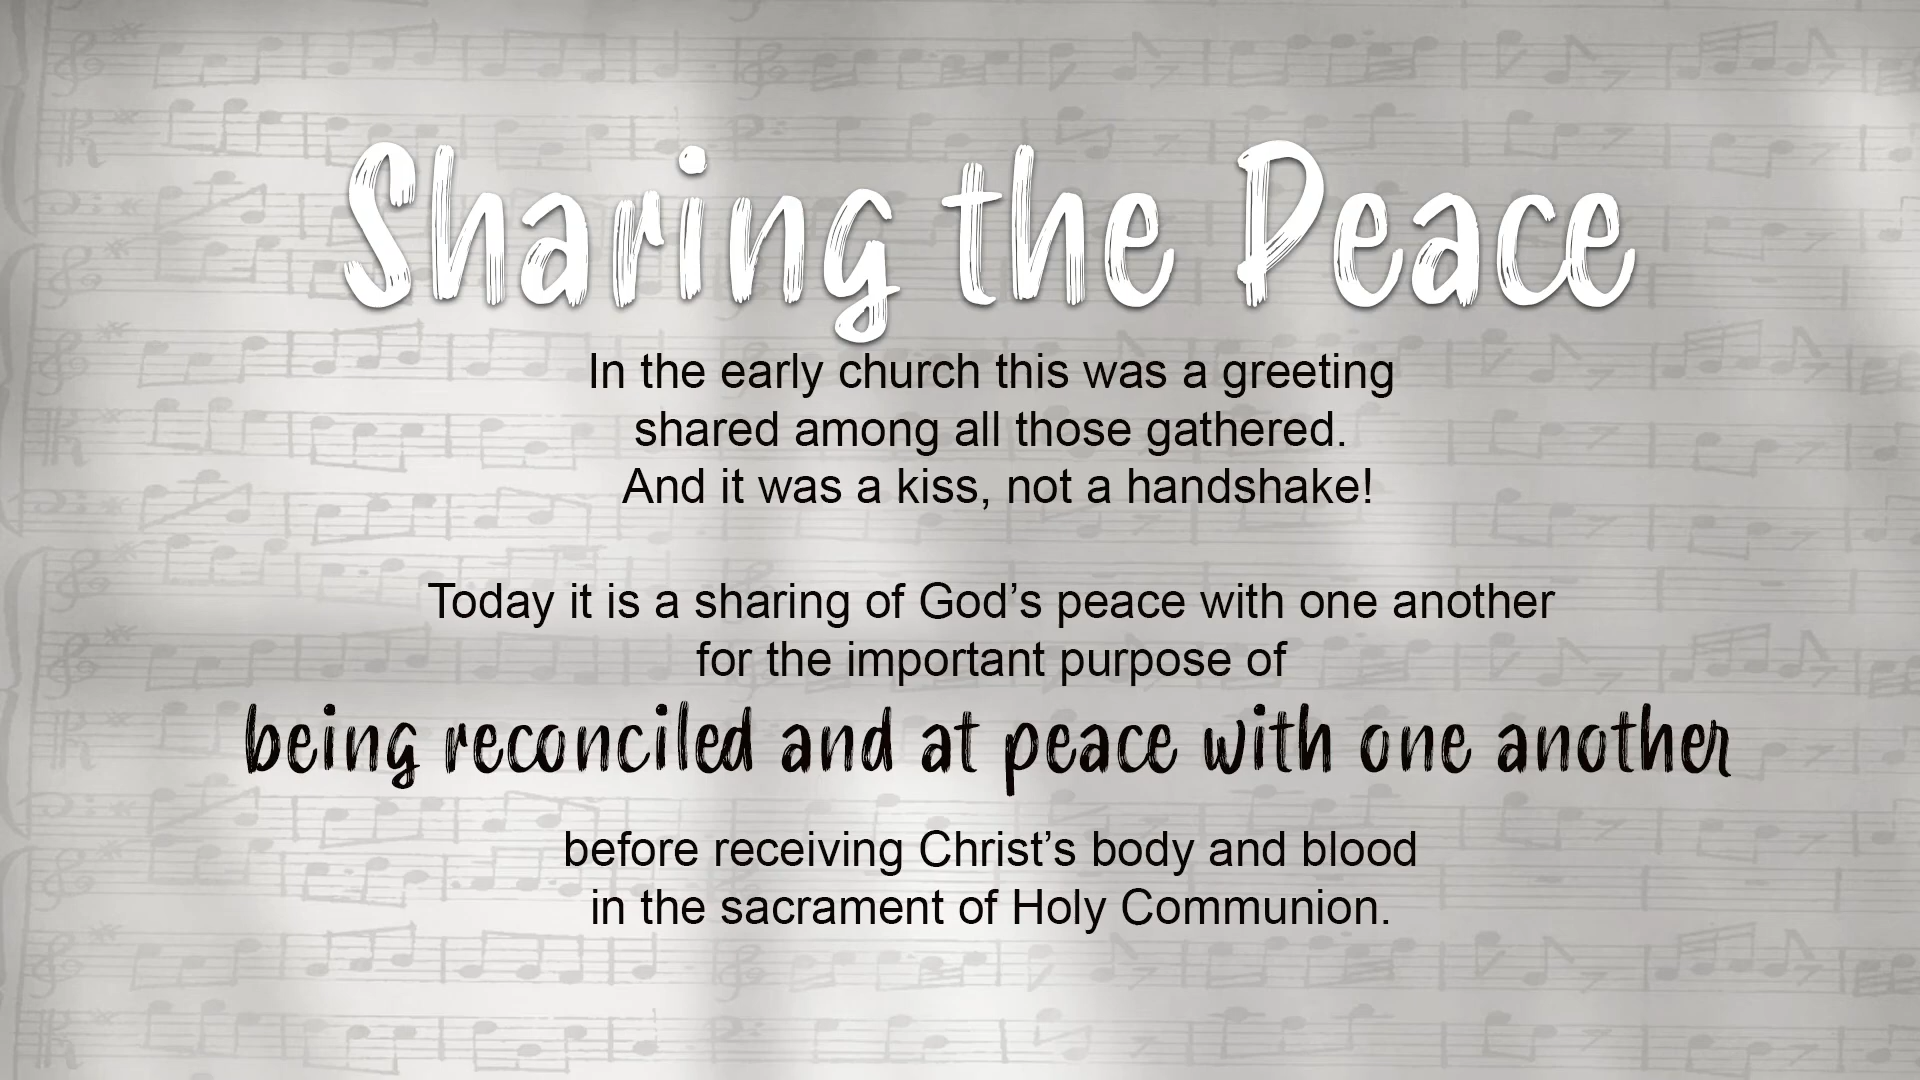 Sharing the Peace
In the early church this was a greeting
shared among all those gathered.
And it was a kiss, not a handshake!
Today it is a sharing of God’s peace with one another
for the important purpose of
being reconciled and at peace with one another
before receiving Christ’s body and blood
in the sacrament of Holy Communion.